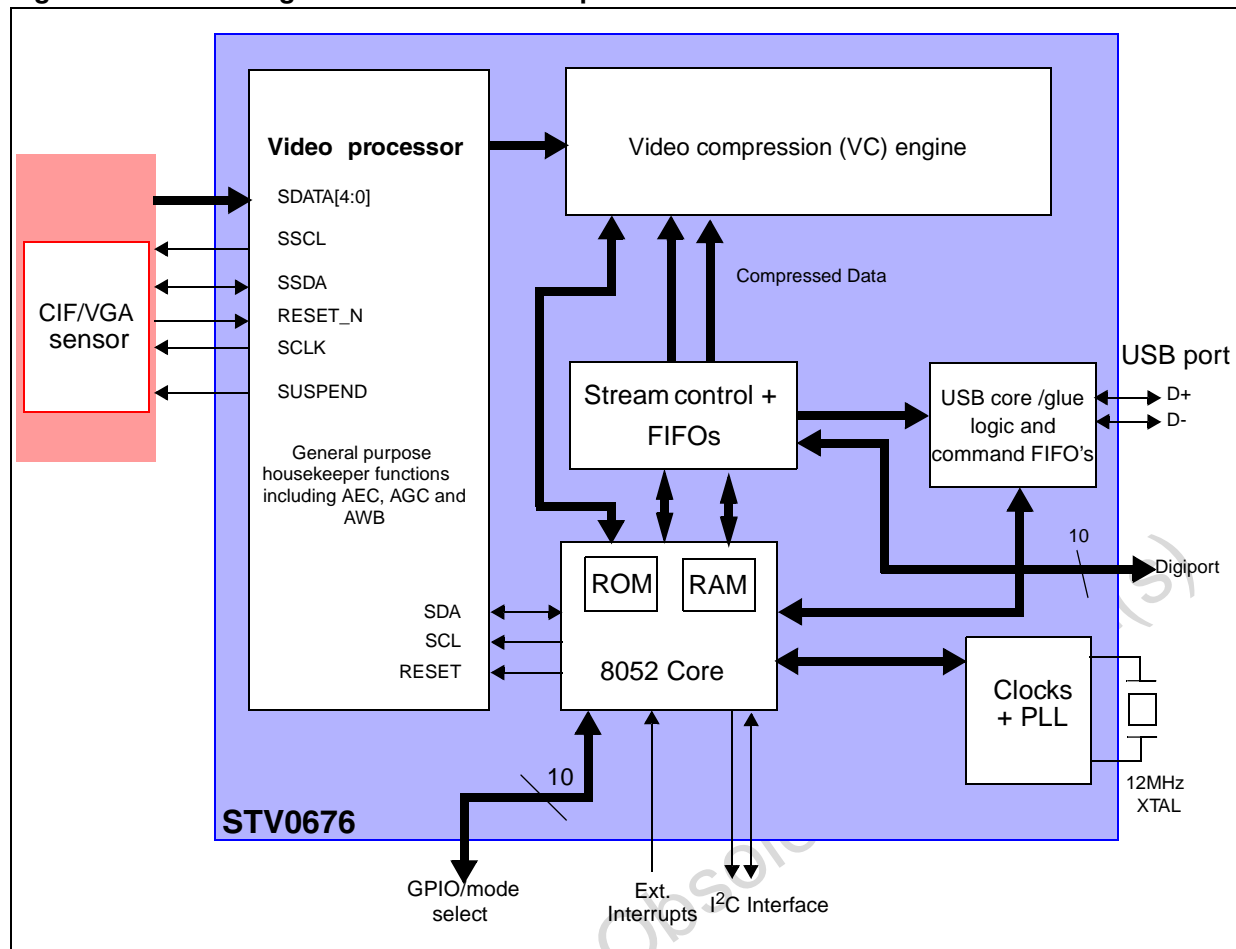 Video processor
SDATA[4:0]
SSCL
SSDA
RESET_N
SCLK
SUSPEND
General purpose
housekeeper functions
including AEC, AGC and
AWB
SDA
SCL
RESET
CIF/VGA
sensor
Video compression (VC) engine
Compressed Data
Stream control +
FIFOs
USB core /glue
logic and
command FIFO's
USB port
D+
D-
10
Digiport
ROM
RAM
8052 Core
Clocks
+ PLL
12MHz
XTAL
10
STV0676
GPIO/mode
select
Ext.
Interrupts
I2C Interface